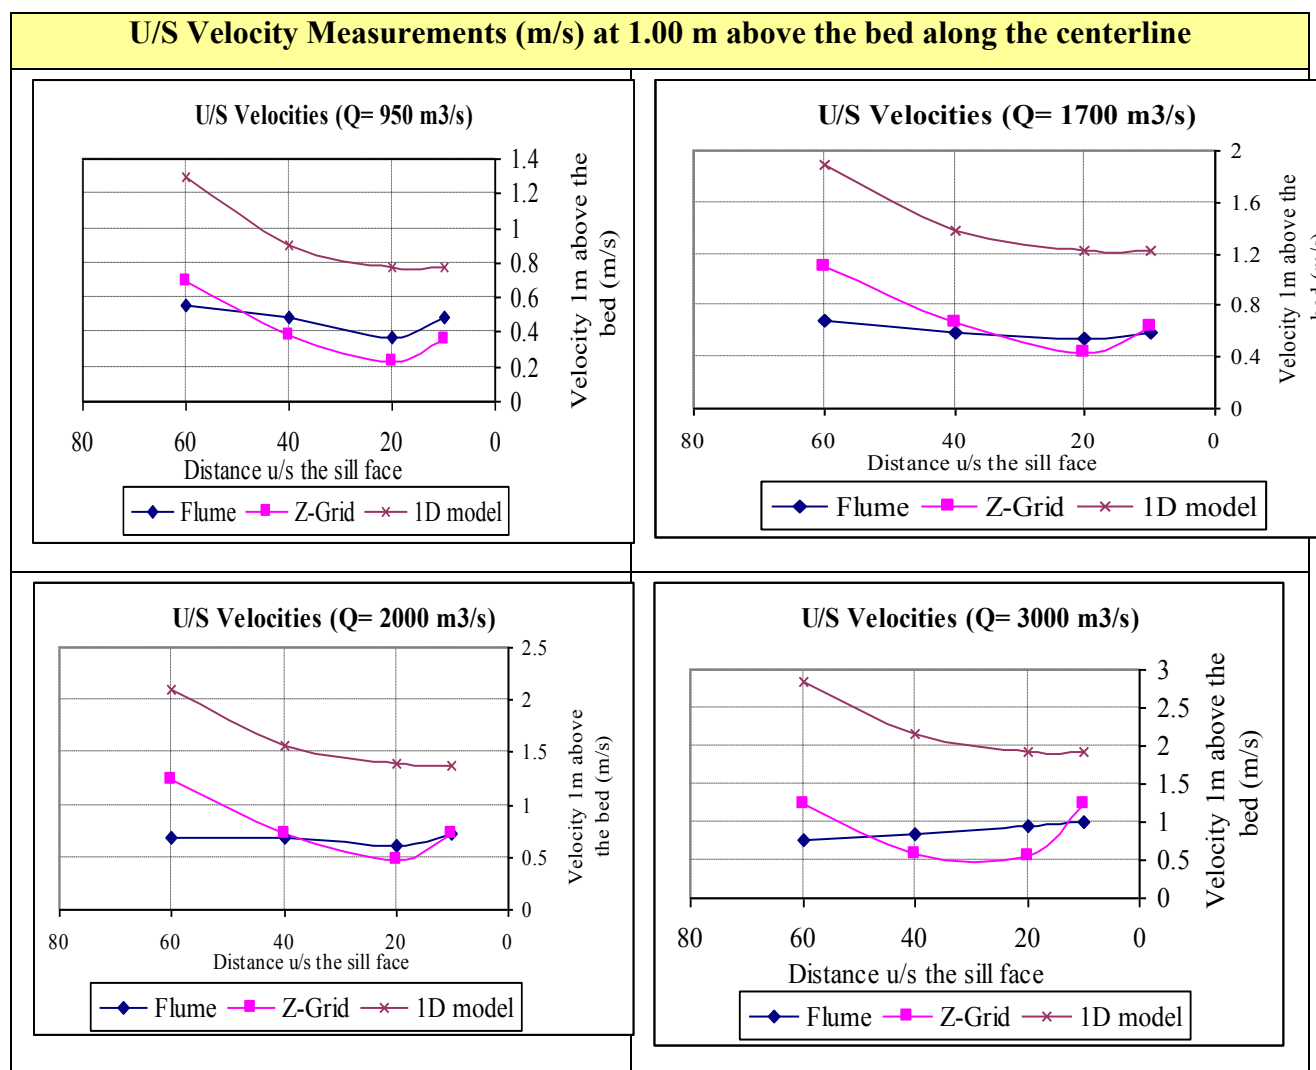 U/S Velocity Measurements (m/s) at 1.00 m above the bed along the centerline
U/S Velocities (Q= 950 m3/s)
1.4
1.2
1
0.8
0.6
0.4
0.2
0
Velocity 1m above the
bed (m/s)
80 60 40 20 0
Distance u/s the sill face
Flume Z-Grid 1D model
U/S Velocities (Q= 1700 m3/s)
2
1.6
1.2
0.8
0.4
0
Velocity 1m above the
80 60 40 20 0
Distance u/s the sill face
Flume Z-Grid 1D model
U/S Velocities (Q= 2000 m3/s)
2.5
2
1.5
1
0.5
0
Velocity 1m above
the bed (m/s)
80 60 40 20 0
Distance u/s the sill face
Flume Z-Grid 1D model
U/S Velocities (Q= 3000 m3/s)
3
2.5
2
1.5
1
0.5
0
Velocity 1m above the
bed (m/s)
80 60 40 20 0
Distance u/s the sill face
Flume Z-Grid 1D model